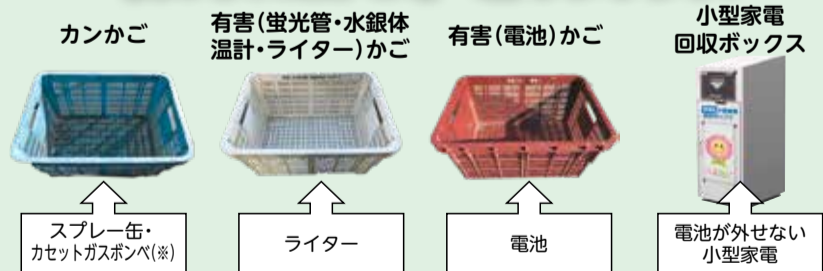 カンかご
有害(蛍光管・水銀体
温計・ライター)かご
有害(電池)かご
小型家電
回収ボックス
スプレー缶・
カセットガスボンベ(※)
ライター
電池
電池が外せない
小型家電